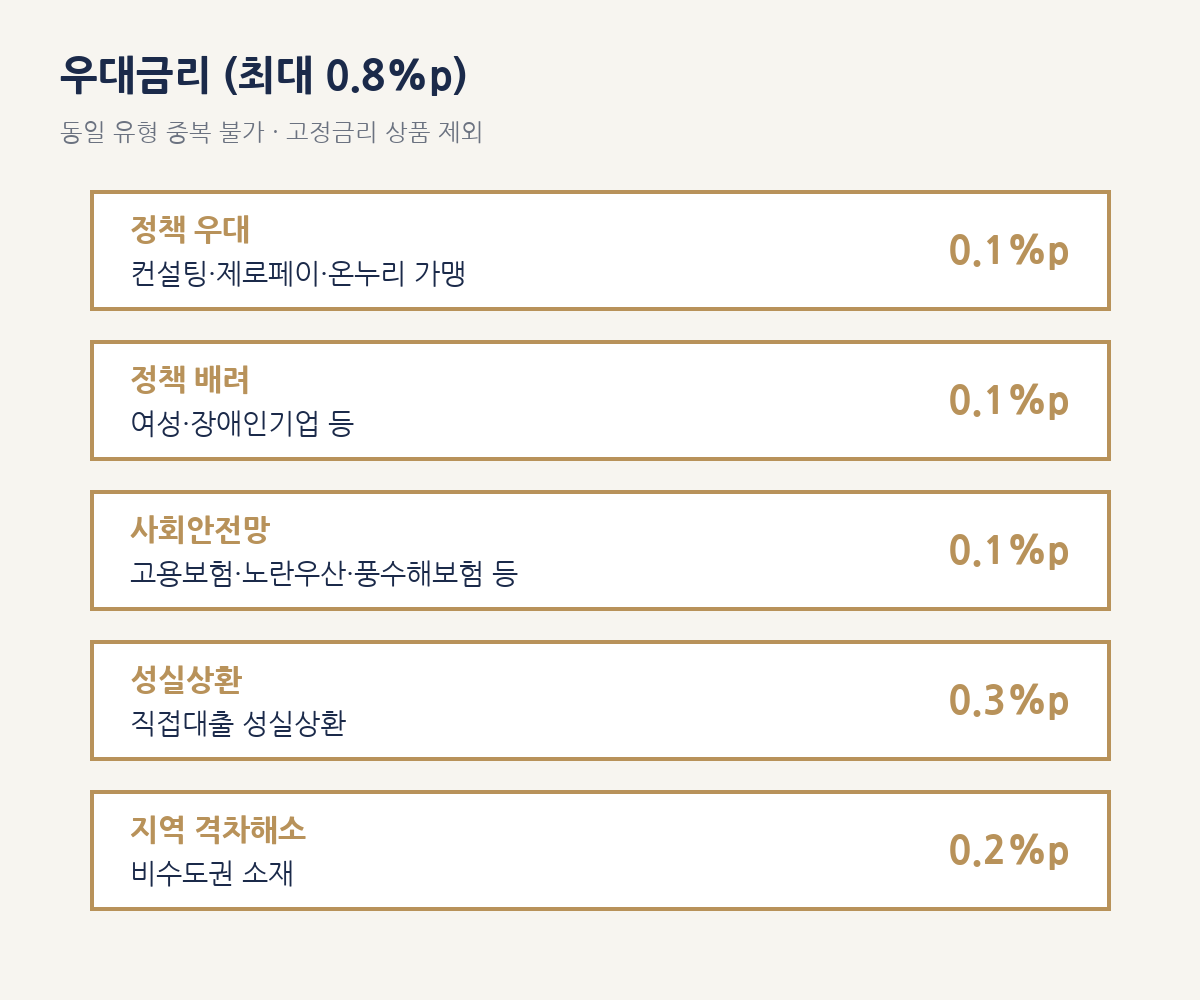 우대금리 (최대 0.8%p)
동일 유형 중복 불가 · 고정금리 상품 제외
정책 우대
컨설팅·제로페이·온누리 가맹
0.1%p
정책 배려
여성·장애인기업 등
0.1%p
사회안전망
고용보험·노란우산·풍수해보험 등
0.1%p
성실상환
직접대출 성실상환
0.3%p
지역 격차해소
비수도권 소재
0.2%p